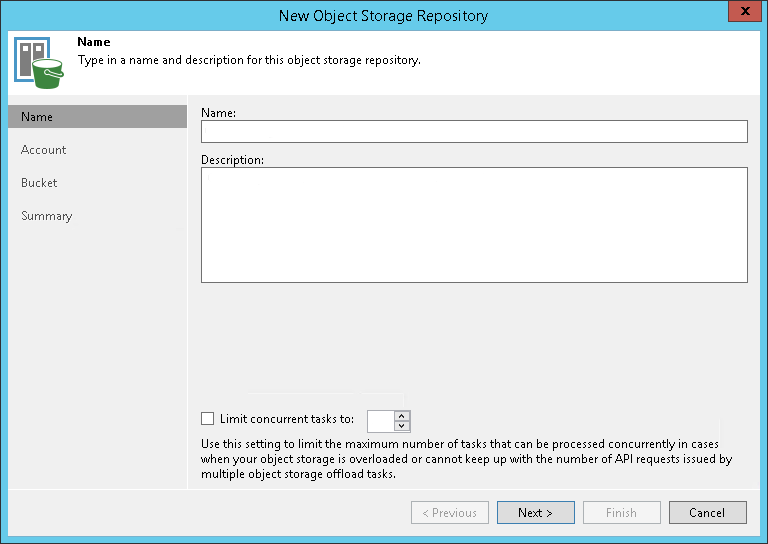 New Object Storage Repository
X
Name
Type in a name and description for this object storage repository.
Name
Account
Bucket
Summary
Name:
Description:
Limit concurrent tasks to:
Use this setting to limit the maximum number of tasks that can be processed concurrently in cases
when your object storage is overloaded or cannot keep up with the number of API requests issued by
multiple object storage offload tasks.
< Previous
Next >
Finish
Cancel